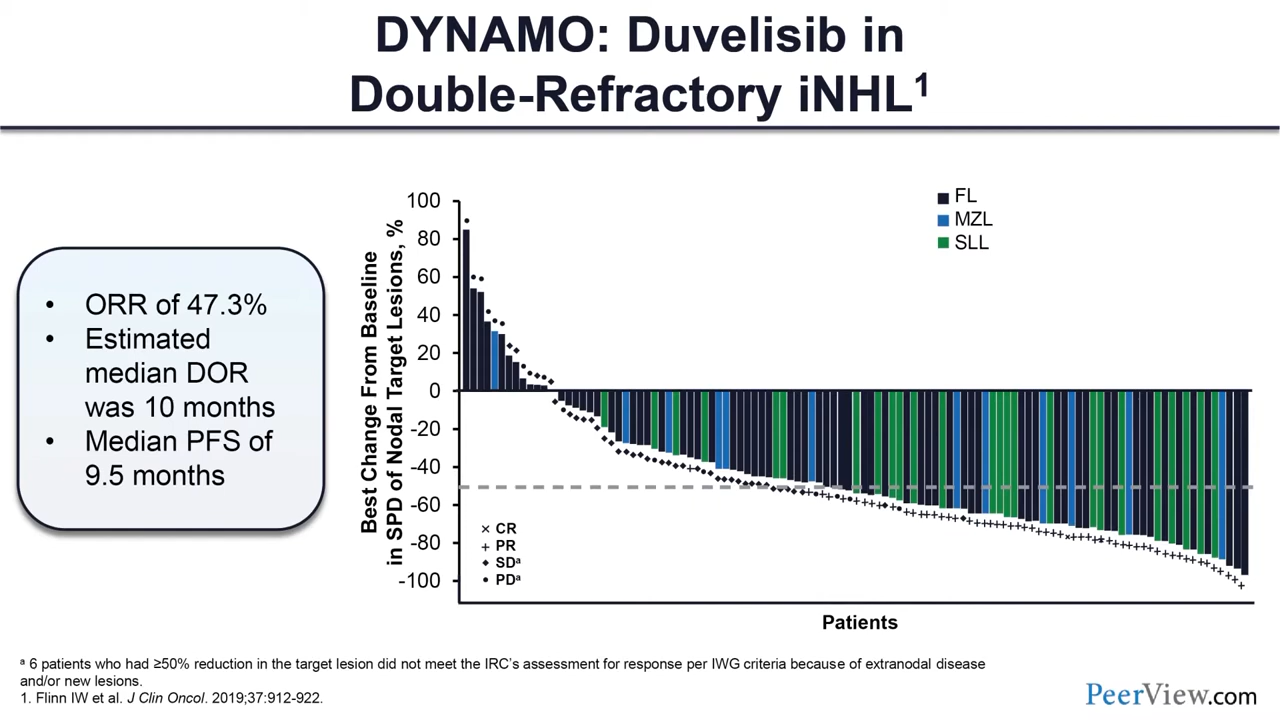 DYNAMO: Duvelisib in
Double-Refractory iNHL¹
• ORR of 47.3%
• Estimated
median DOR
was 10 months
• Median PFS of
9.5 months
Best Change From Baseline
in SPD of Nodal Target Lesions, %
100
80
60
40
20
0
-20
-40
-60
-80
-100
FL
MZL
SLL
× CR
+ PR
◆ SDᵃ
• PDᵃ
Patients
ᵃ 6 patients who had ≥50% reduction in the target lesion did not meet the IRC's assessment for response per IWG criteria because of extranodal disease
and/or new lesions.
1. Flinn IW et al. J Clin Oncol. 2019;37:912-922.
PeerView.com